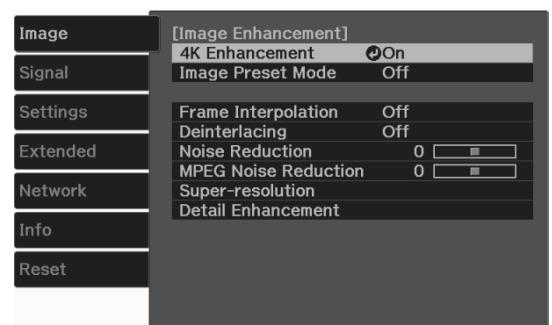 Image
Signal
Settings
Extended
Network
Info
Reset
[Image Enhancement]
4K Enhancement On
Image Preset Mode Off
Frame Interpolation Off
Deinterlacing Off
Noise Reduction 0
MPEG Noise Reduction 0
Super-resolution
Detail Enhancement